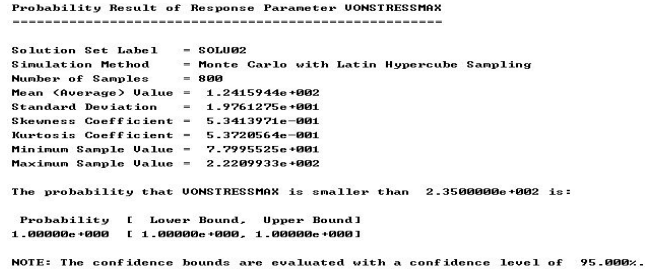 Probability Result of Response Parameter VONSTRESSMAX
=====================================================
Solution Set Label    = SOLU02
Simulation Method     = Monte Carlo with Latin Hypercube Sampling
Number of Samples     = 800
Mean (Average) Value =  1.2415944e+002
Standard Deviation    =  1.9761275e+001
Skewness Coefficient =  5.3413971e-001
Kurtosis Coefficient =  5.3720564e-001
Minimum Sample Value =  7.7995525e+001
Maximum Sample Value =  2.2209933e+002
The probability that VONSTRESSMAX is smaller than  2.3500000e+002 is:
Probability  [  Lower Bound,  Upper Bound]
1.00000e+000  [ 1.00000e+000, 1.00000e+000]
NOTE: The confidence bounds are evaluated with a confidence level of  95.000%.